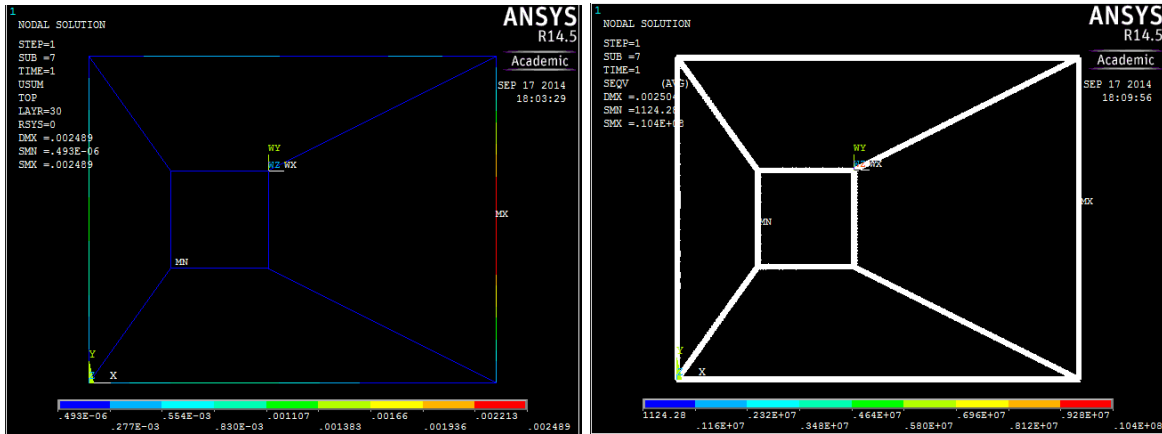 1
NODAL SOLUTION
ANSYS
R14.5
Academic
STEP=1
SUB =7
TIME=1
USUM
TOP
LAYR=30
RSYS=0
DMX =.002489
SMN =.493E-06
SMX =.002489
SEP 17 2014
18:03:29
WY
WZ WX
MX
MN
Y
X
.493E-06 .554E-03 .001107 .00166 .002213
.277E-03 .830E-03 .001383 .001936 .002489
1
NODAL SOLUTION
ANSYS
R14.5
Academic
STEP=1
SUB =7
TIME=1
SEQV (AVG)
DMX =.002504
SMN =1124.28
SMX =.104E+08
SEP 17 2014
18:09:56
WY
WX
MX
MN
Y
X
1124.28 .232E+07 .464E+07 .696E+07 .928E+07
.116E+07 .348E+07 .580E+07 .812E+07 .104E+08